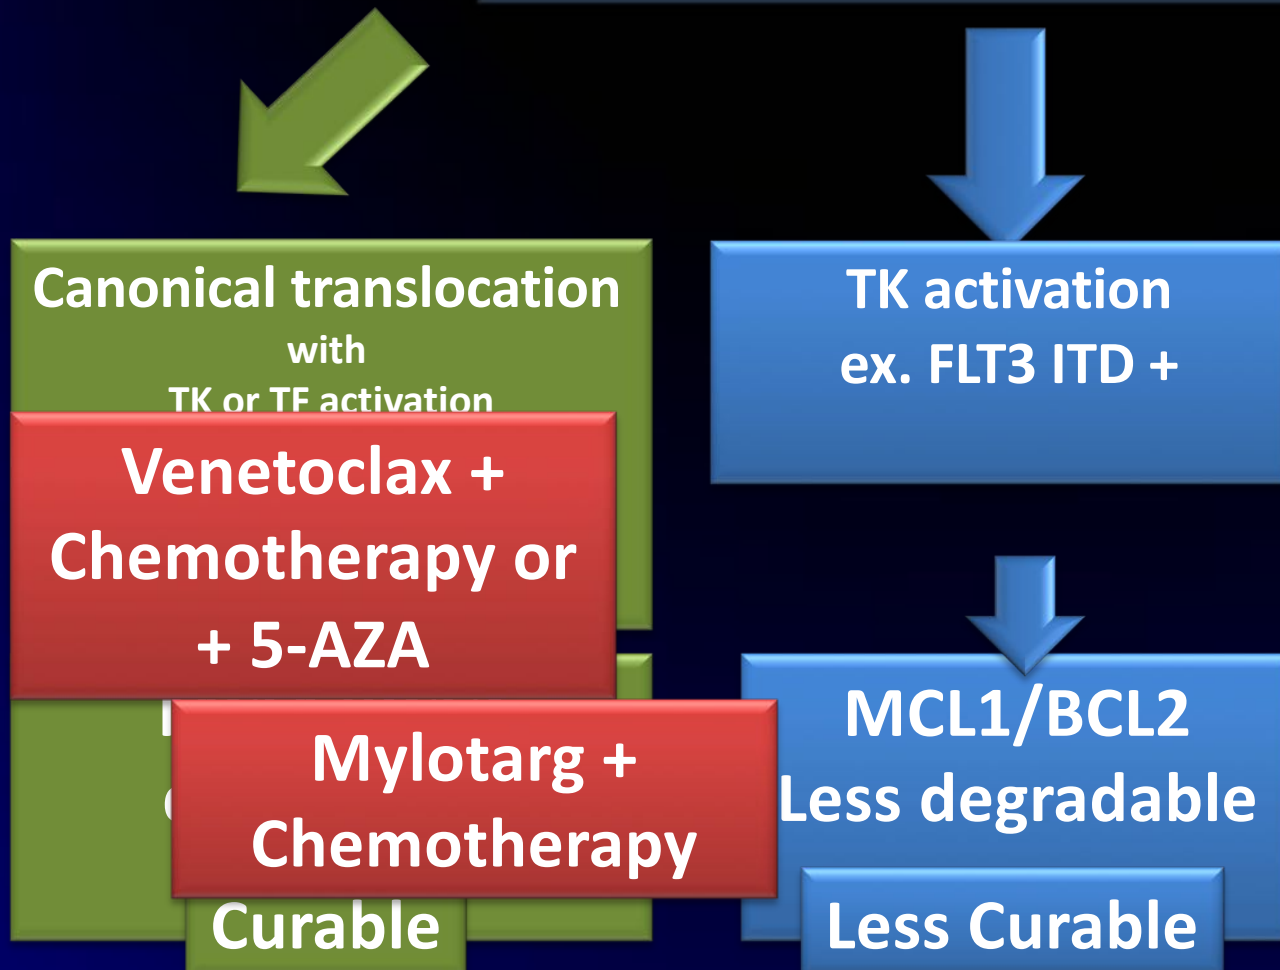 Canonical translocation
with
TK or TF activation
Venetoclax +
Chemotherapy or
+ 5-AZA
Mylotarg +
Chemotherapy
Curable
TK activation
ex. FLT3 ITD +
MCL1/BCL2
Less degradable
Less Curable